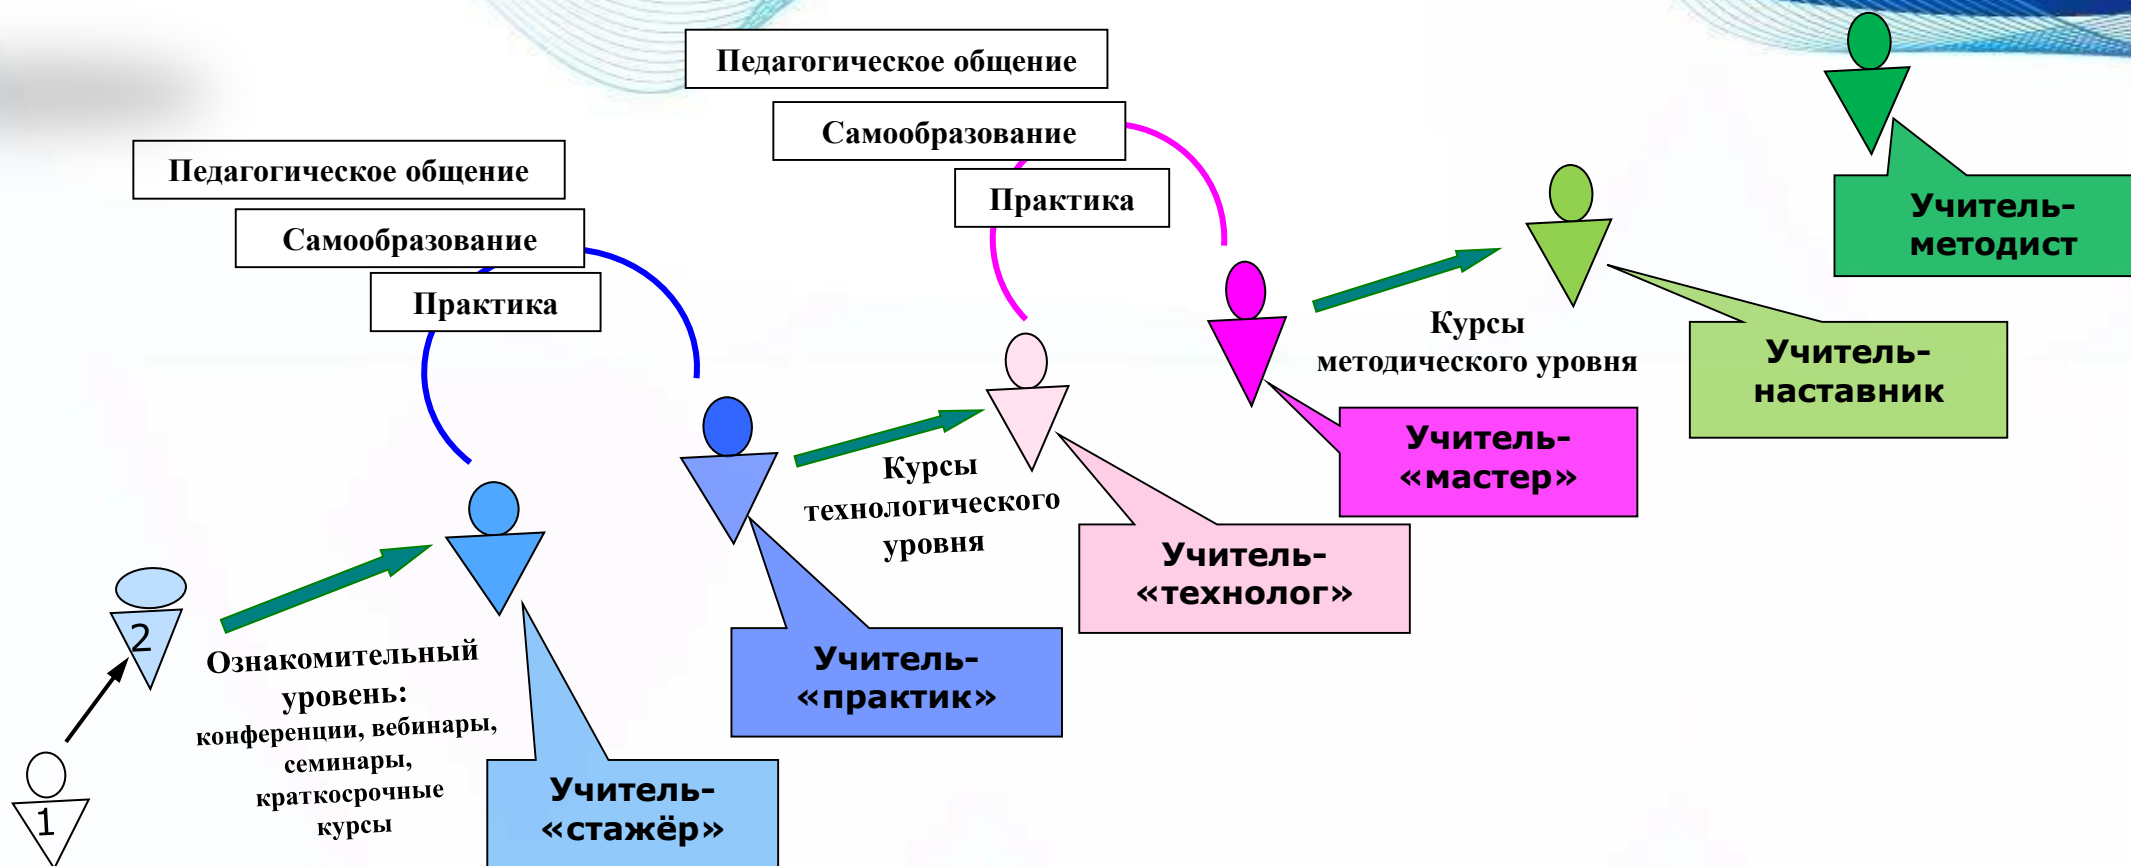 Педагогическое общение
Самообразование
Практика
Педагогическое общение
Самообразование
Практика
1
2
Ознакомительный
уровень:
конференции, вебинары,
семинары,
краткосрочные
курсы
Учитель-
«стажёр»
Учитель-
«практик»
Курсы
технологического
уровня
Учитель-
«технолог»
Учитель-
«мастер»
Курсы
методического уровня
Учитель-
наставник
Учитель-
методист